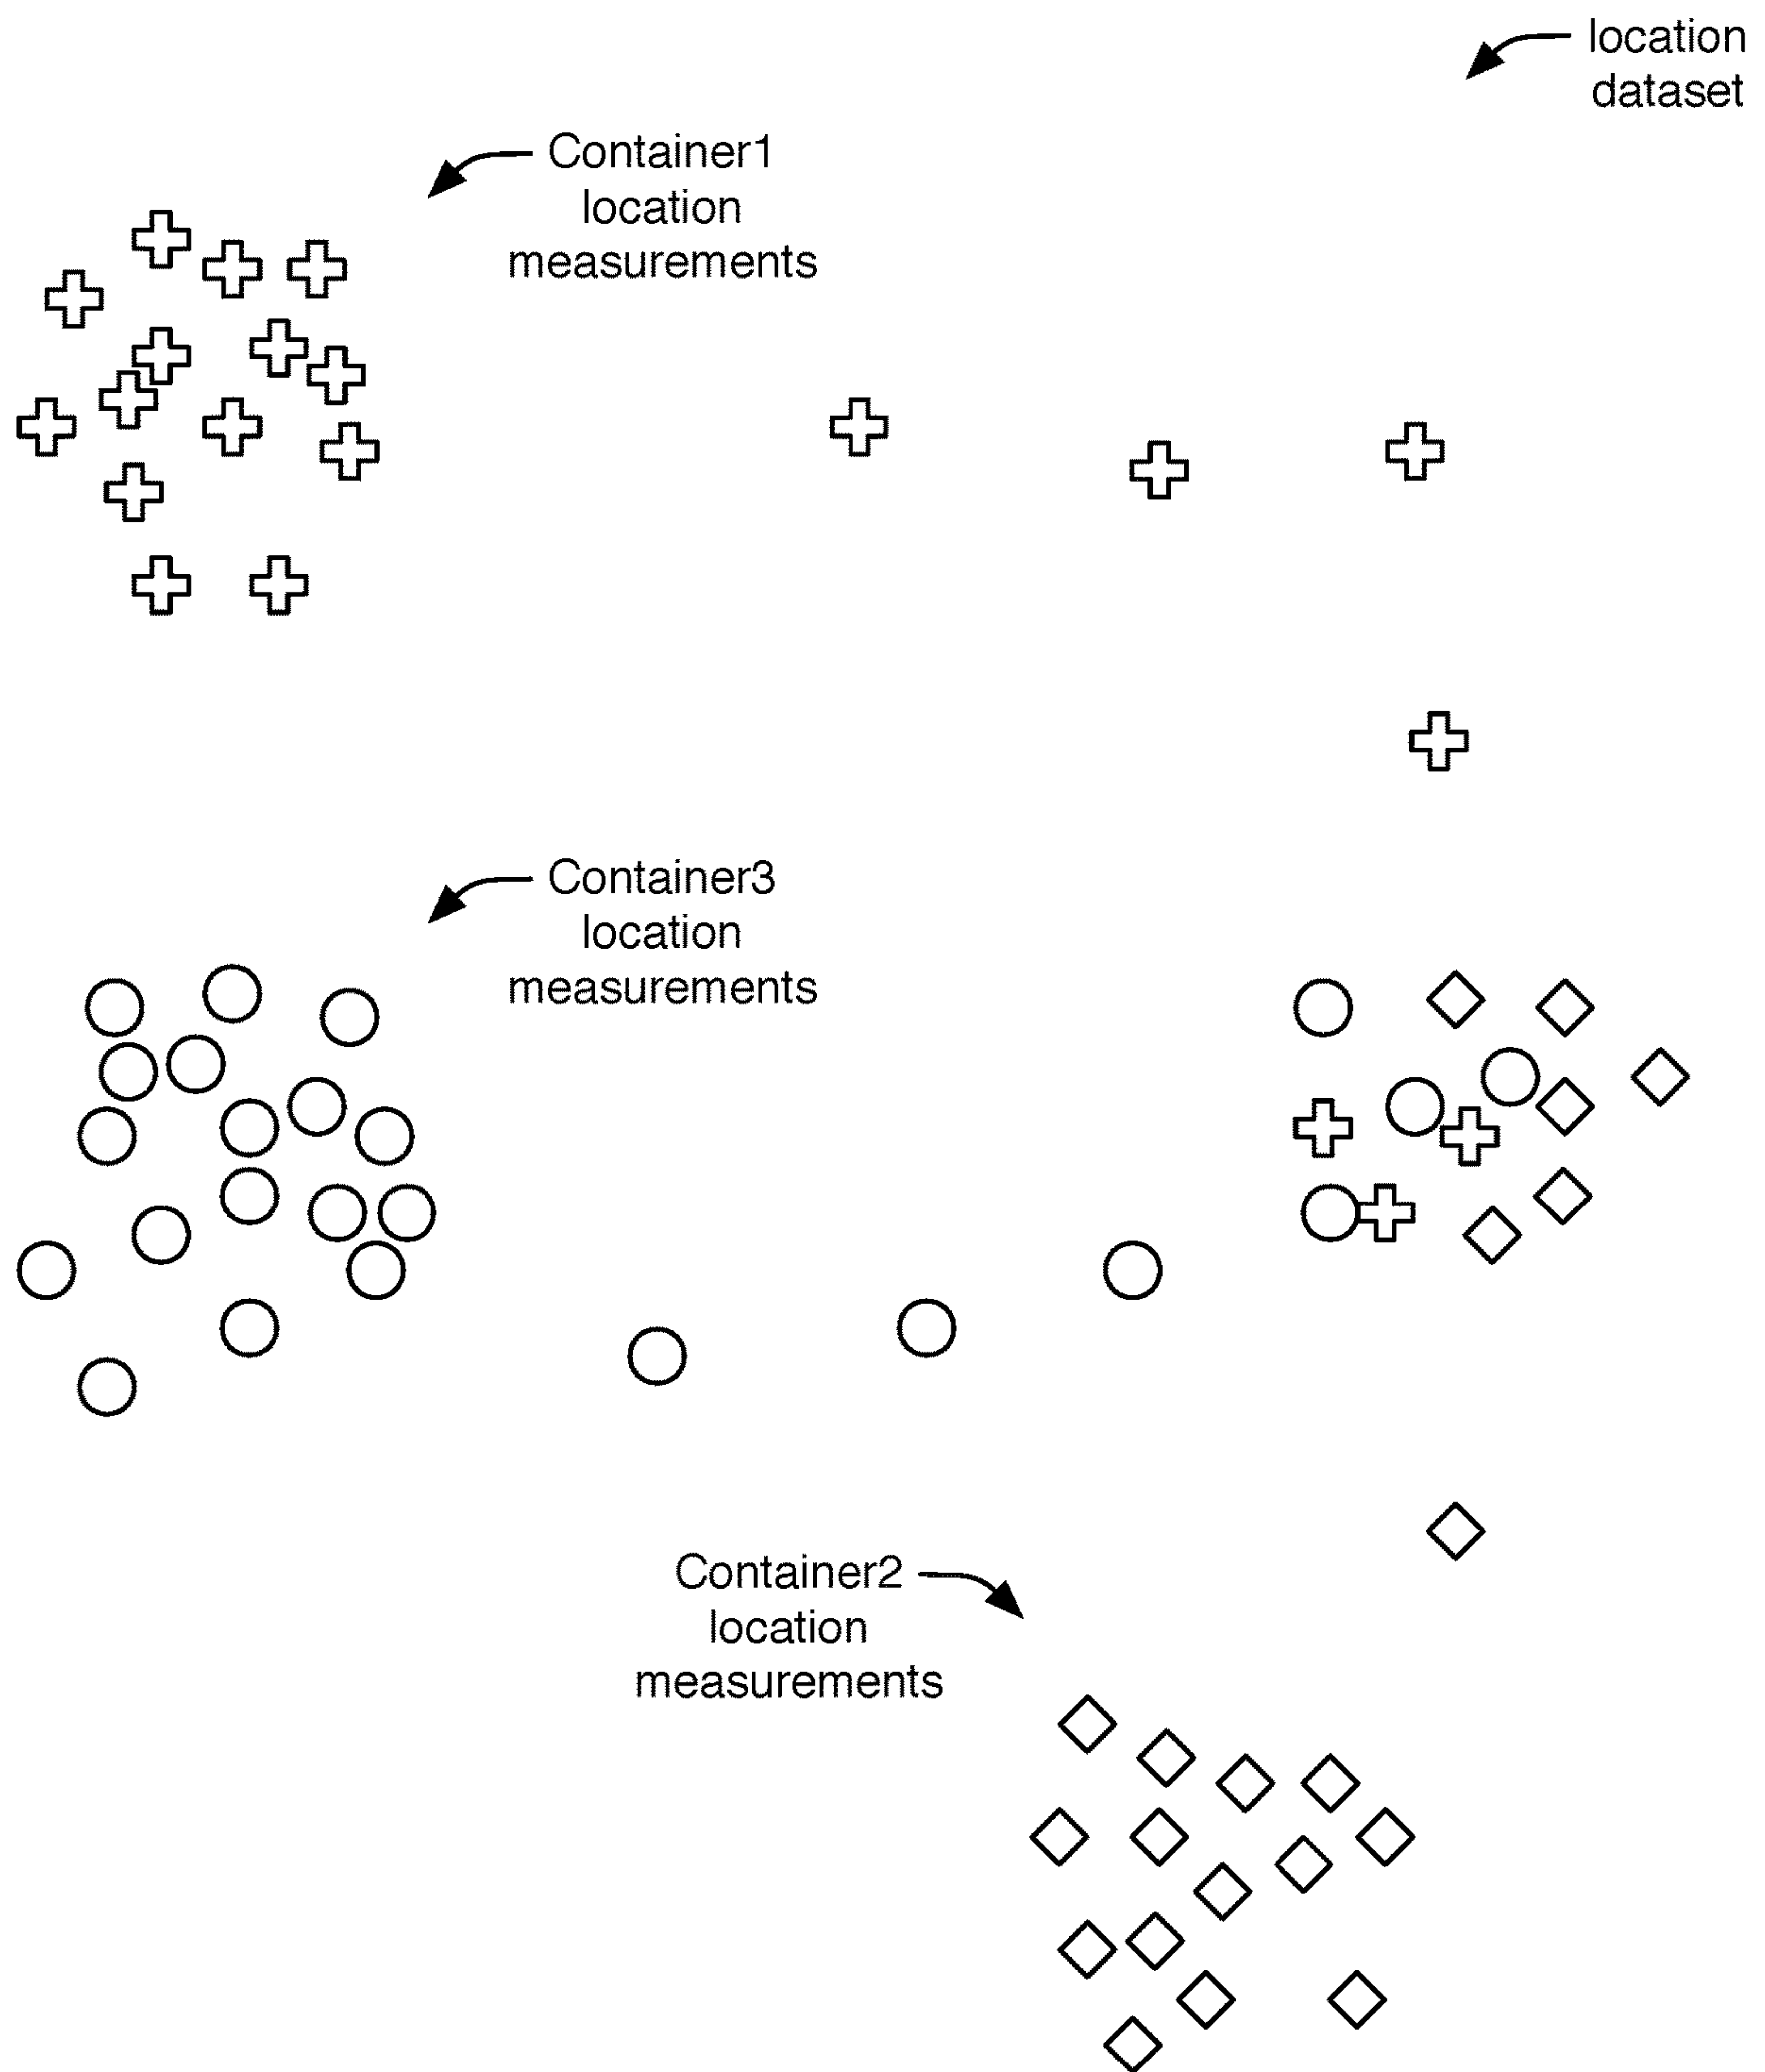 location
dataset
Container1
location
measurements
Container3
location
measurements
Container2
location
measurements